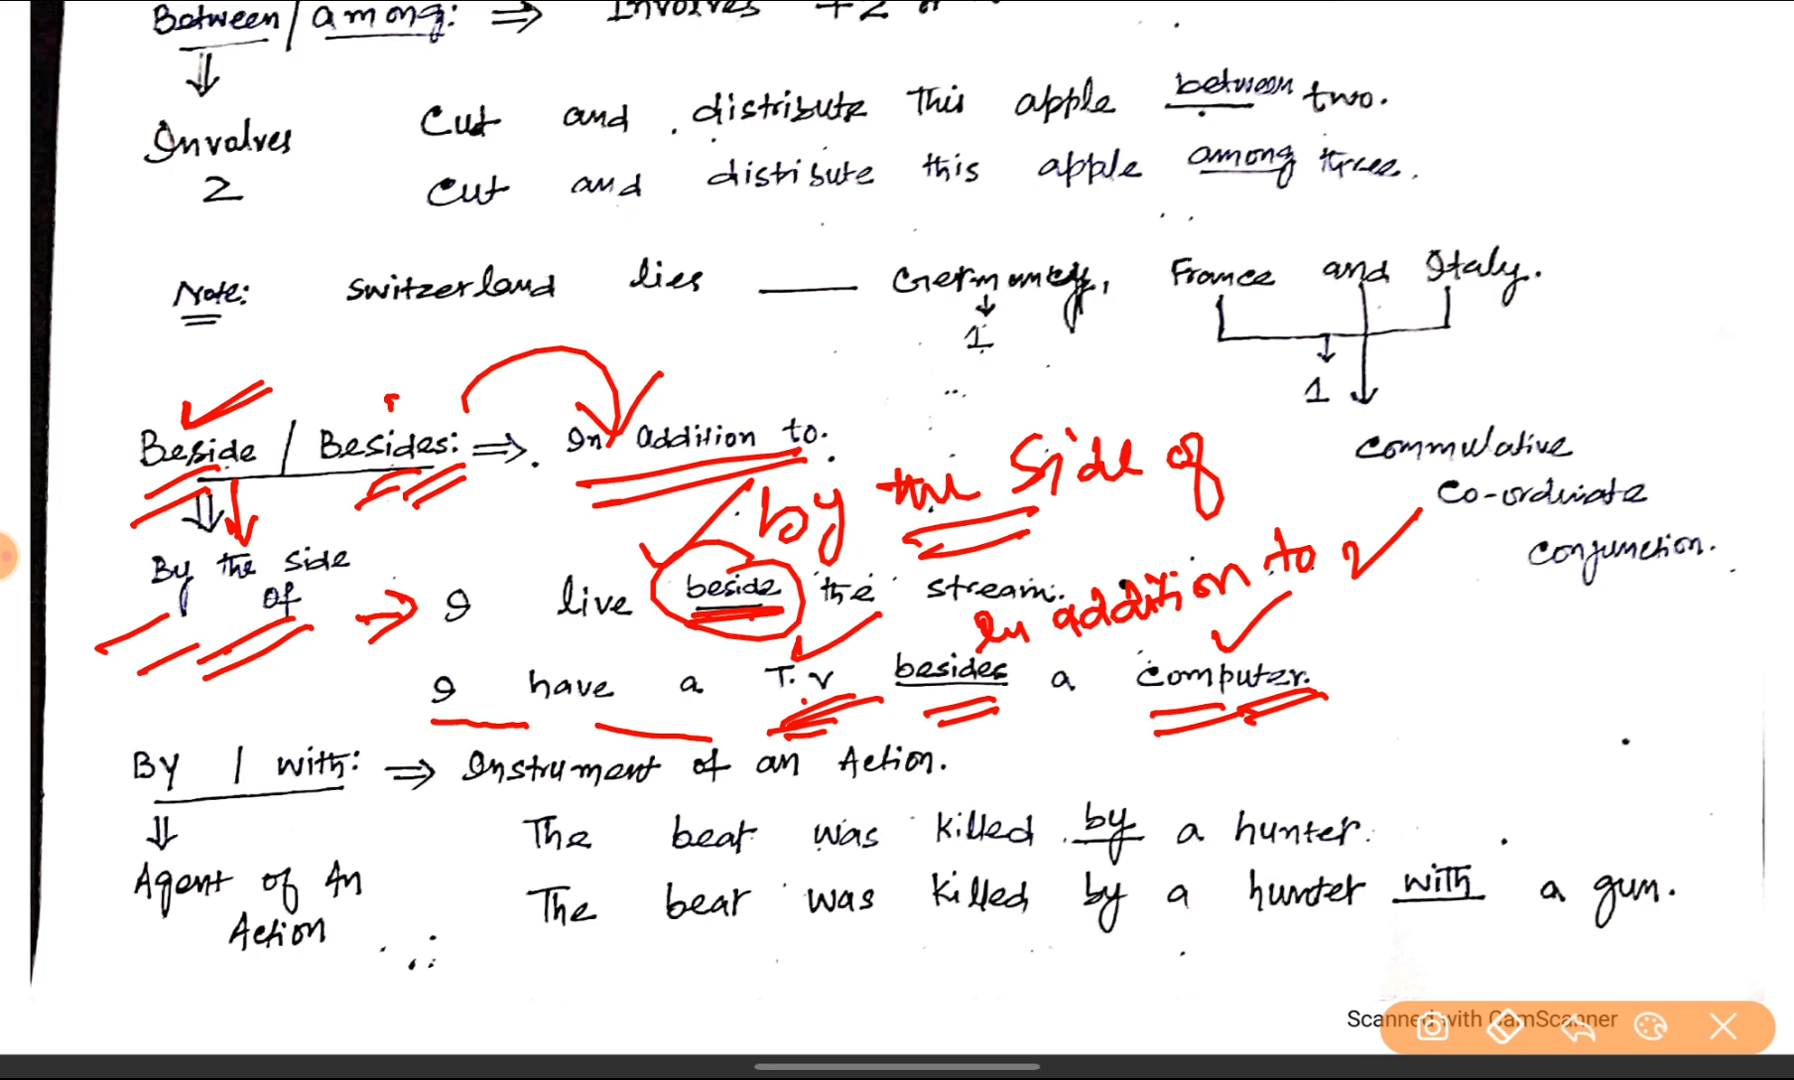 Between / among: ⇒ Involves +2 or
Involves
2
Cut and distribute This apple between two.
Cut and distribute this apple among three.
Note: Switzerland lies ____ Germany, France and Italy.
1
1
Commulative
Co-ordinate
Conjunction.
Beside / Besides: ⇒ In addition to.
by the side of
By the side
of
I live beside the stream.
In addition to
I have a T.V besides a Computer.
By / with: ⇒ Instrument of an Action.
Agent of An
Action
The bear was killed by a hunter.
The bear was killed by a hunter with a gun.
Scanned with CamScanner